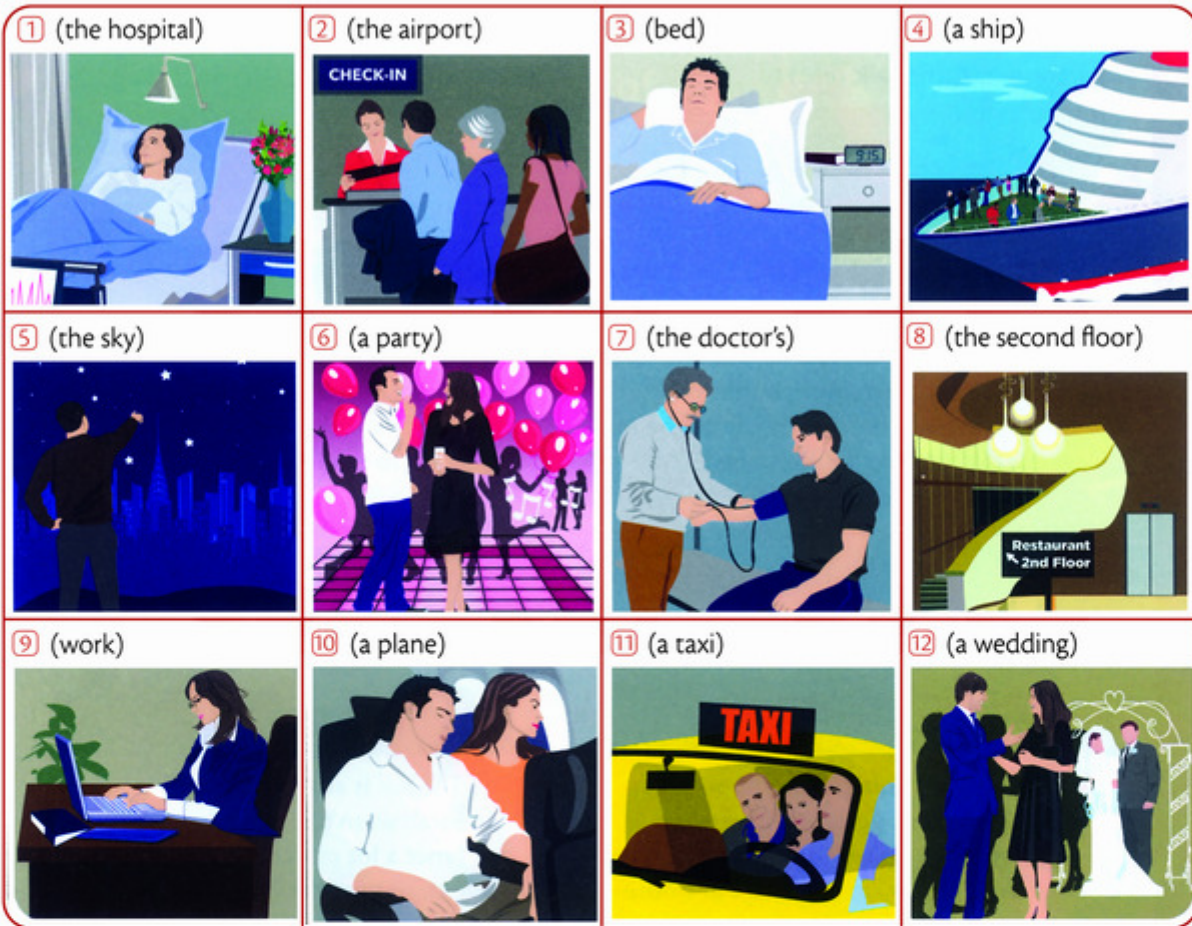 1 (the hospital)
2 (the airport)
3 (bed)
4 (a ship)
CHECK-IN
9:15
5 (the sky)
6 (a party)
7 (the doctor's)
8 (the second floor)
Restaurant
2nd Floor
9 (work)
10 (a plane)
11 (a taxi)
12 (a wedding)
TAXI